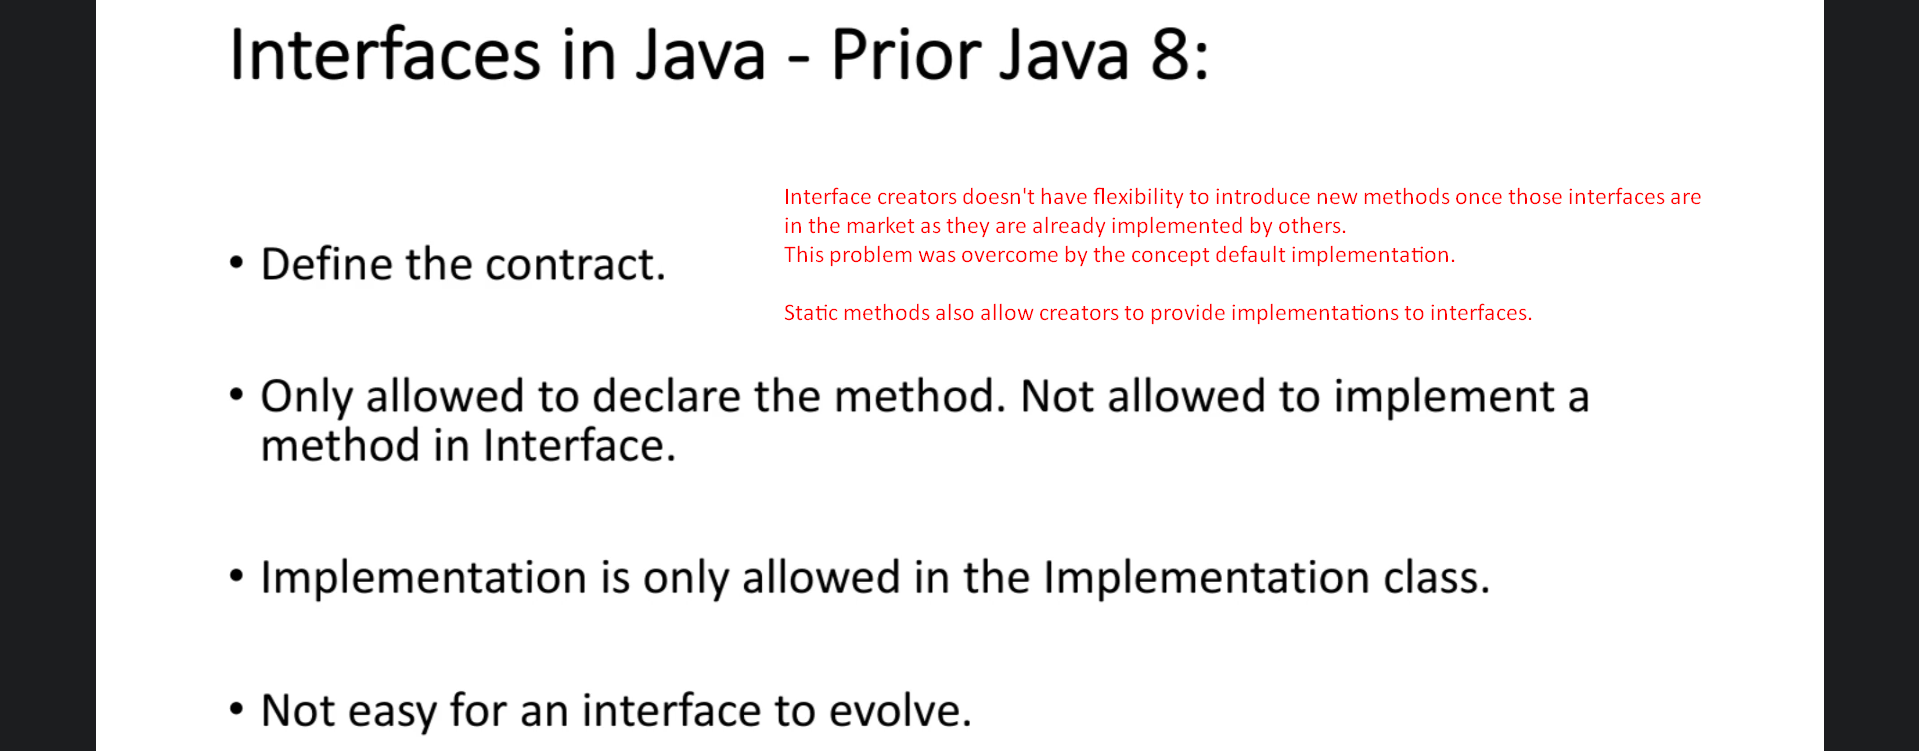 Interfaces in Java - Prior Java 8:
Interface creators doesn't have flexibility to introduce new methods once those interfaces are
in the market as they are already implemented by others.
This problem was overcome by the concept default implementation.
Static methods also allow creators to provide implementations to interfaces.
• Define the contract.
• Only allowed to declare the method. Not allowed to implement a
method in Interface.
• Implementation is only allowed in the Implementation class.
• Not easy for an interface to evolve.